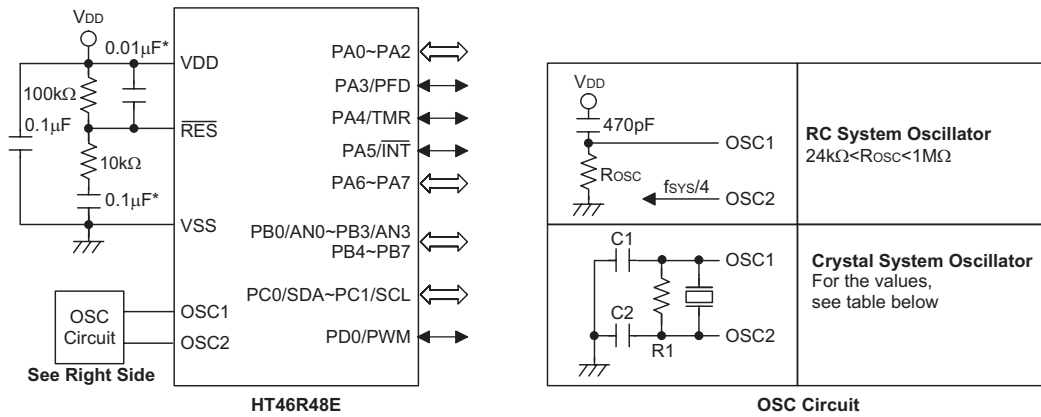 VDD
0.01μF*
VDD
100kΩ
0.1μF
RES
10kΩ
0.1μF*
VSS
OSC
Circuit
OSC1
OSC2
See Right Side
PA0~PA2
PA3/PFD
PA4/TMR
PA5/INT
PA6~PA7
PB0/AN0~PB3/AN3
PB4~PB7
PC0/SDA~PC1/SCL
PD0/PWM
HT46R48E
VDD
470pF
OSC1
ROSC
fSYS/4
OSC2
RC System Oscillator
24kΩ<ROSC<1MΩ
C1
OSC1
C2
R1
OSC2
Crystal System Oscillator
For the values,
see table below
OSC Circuit